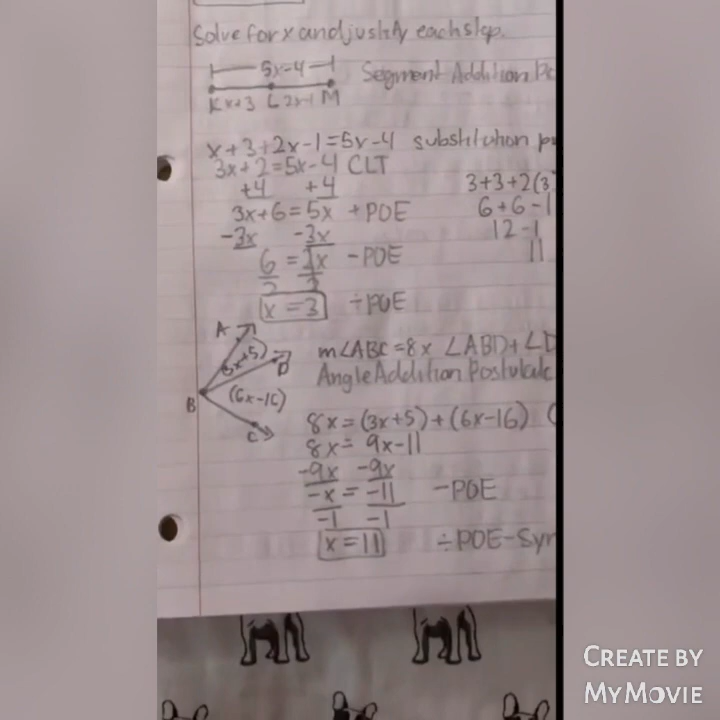 Solve for x and justify each step.
5x-4
Segment Addition
K x+3 L 2x-1 M
x+3+2x-1=5x-4 substitution
3x+2=5x-4 CLT
+4 +4
3+3+2(3
3x+6=5x +POE
6+6-1
-3x -3x
12-1
6 = 2x -POE
11
2 2
x=3 ÷POE
A
(3x+5)
D
m∠ABC=8x ∠ABD+∠D
Angle Addition Postulate
B
(6x-16)
C
8x=(3x+5)+(6x-16) (
8x= 9x-11
-9x -9x
-x = -11 -POE
-1 -1
x=11 ÷POE-Sym
CREATE BY
MYMOVIE